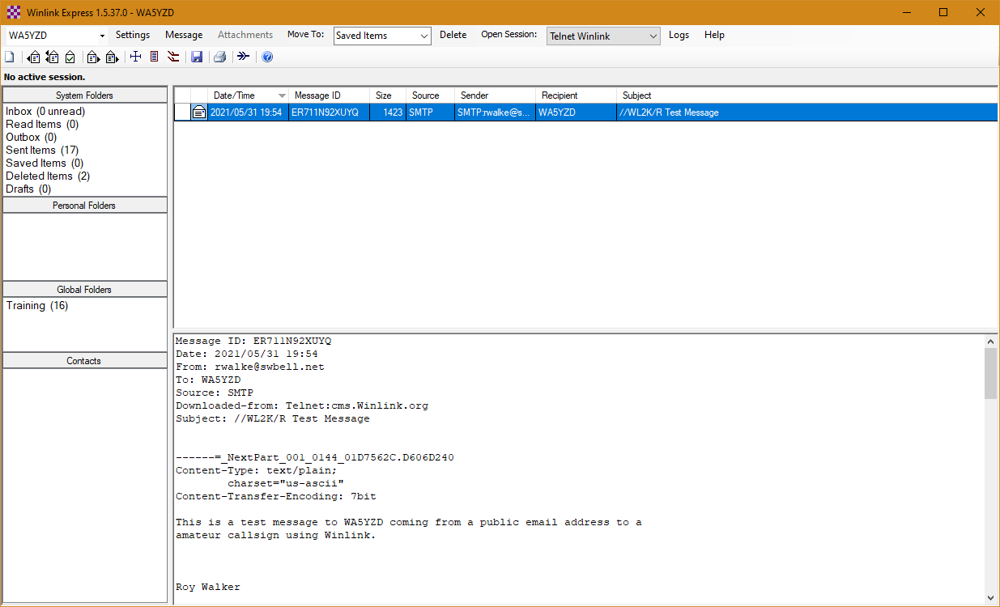 Winlink Express 1.5.37.0 - WA5YZD
WA5YZD Settings Message Attachments Move To: Saved Items Delete Open Session: Telnet Winlink Logs Help
No active session.
System Folders
Inbox (0 unread)
Read Items (0)
Outbox (0)
Sent Items (17)
Saved Items (0)
Deleted Items (2)
Drafts (0)
Personal Folders
Global Folders
Training (16)
Contacts
Date/Time Message ID Size Source Sender Recipient Subject
2021/05/31 19:54 ER711N92XUYQ 1423 SMTP SMTP:rwalke@s... WA5YZD //WL2K/R Test Message
Message ID: ER711N92XUYQ
Date: 2021/05/31 19:54
From: rwalke@swbell.net
To: WA5YZD
Source: SMTP
Downloaded-from: Telnet:cms.Winlink.org
Subject: //WL2K/R Test Message
------=_NextPart_001_0144_01D7562C.D606D240
Content-Type: text/plain;
charset="us-ascii"
Content-Transfer-Encoding: 7bit
This is a test message to WA5YZD coming from a public email address to a
amateur callsign using Winlink.
Roy Walker